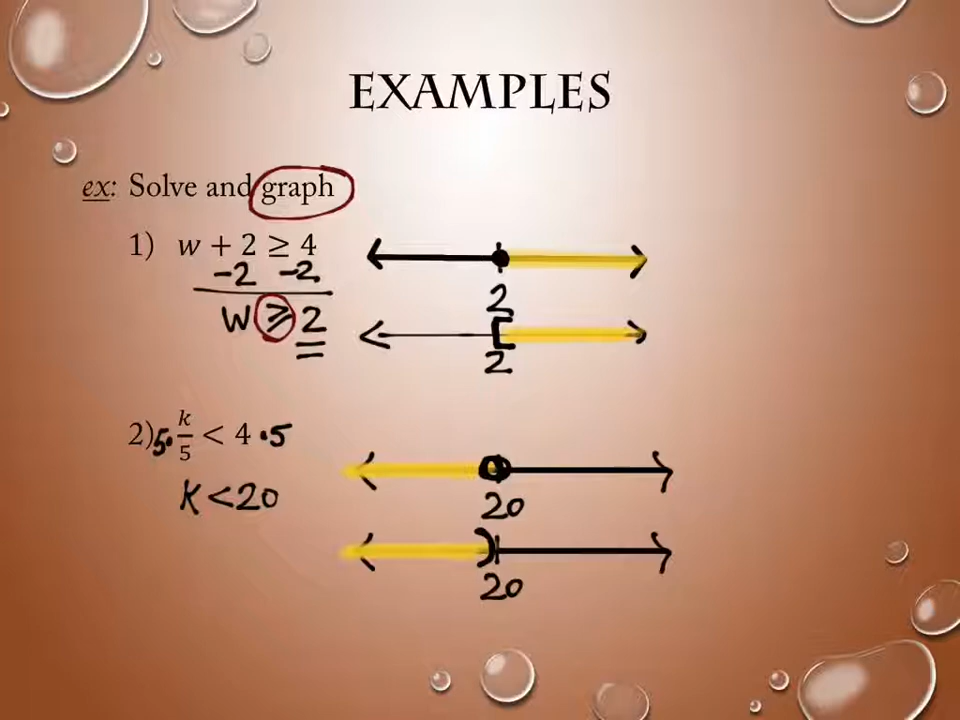 EXAMPLES
ex: Solve and graph
1) w + 2 ≥ 4
-2 -2
W ≥ 2
2
2
2) 5· k/5 < 4 ·5
K < 20
20
20